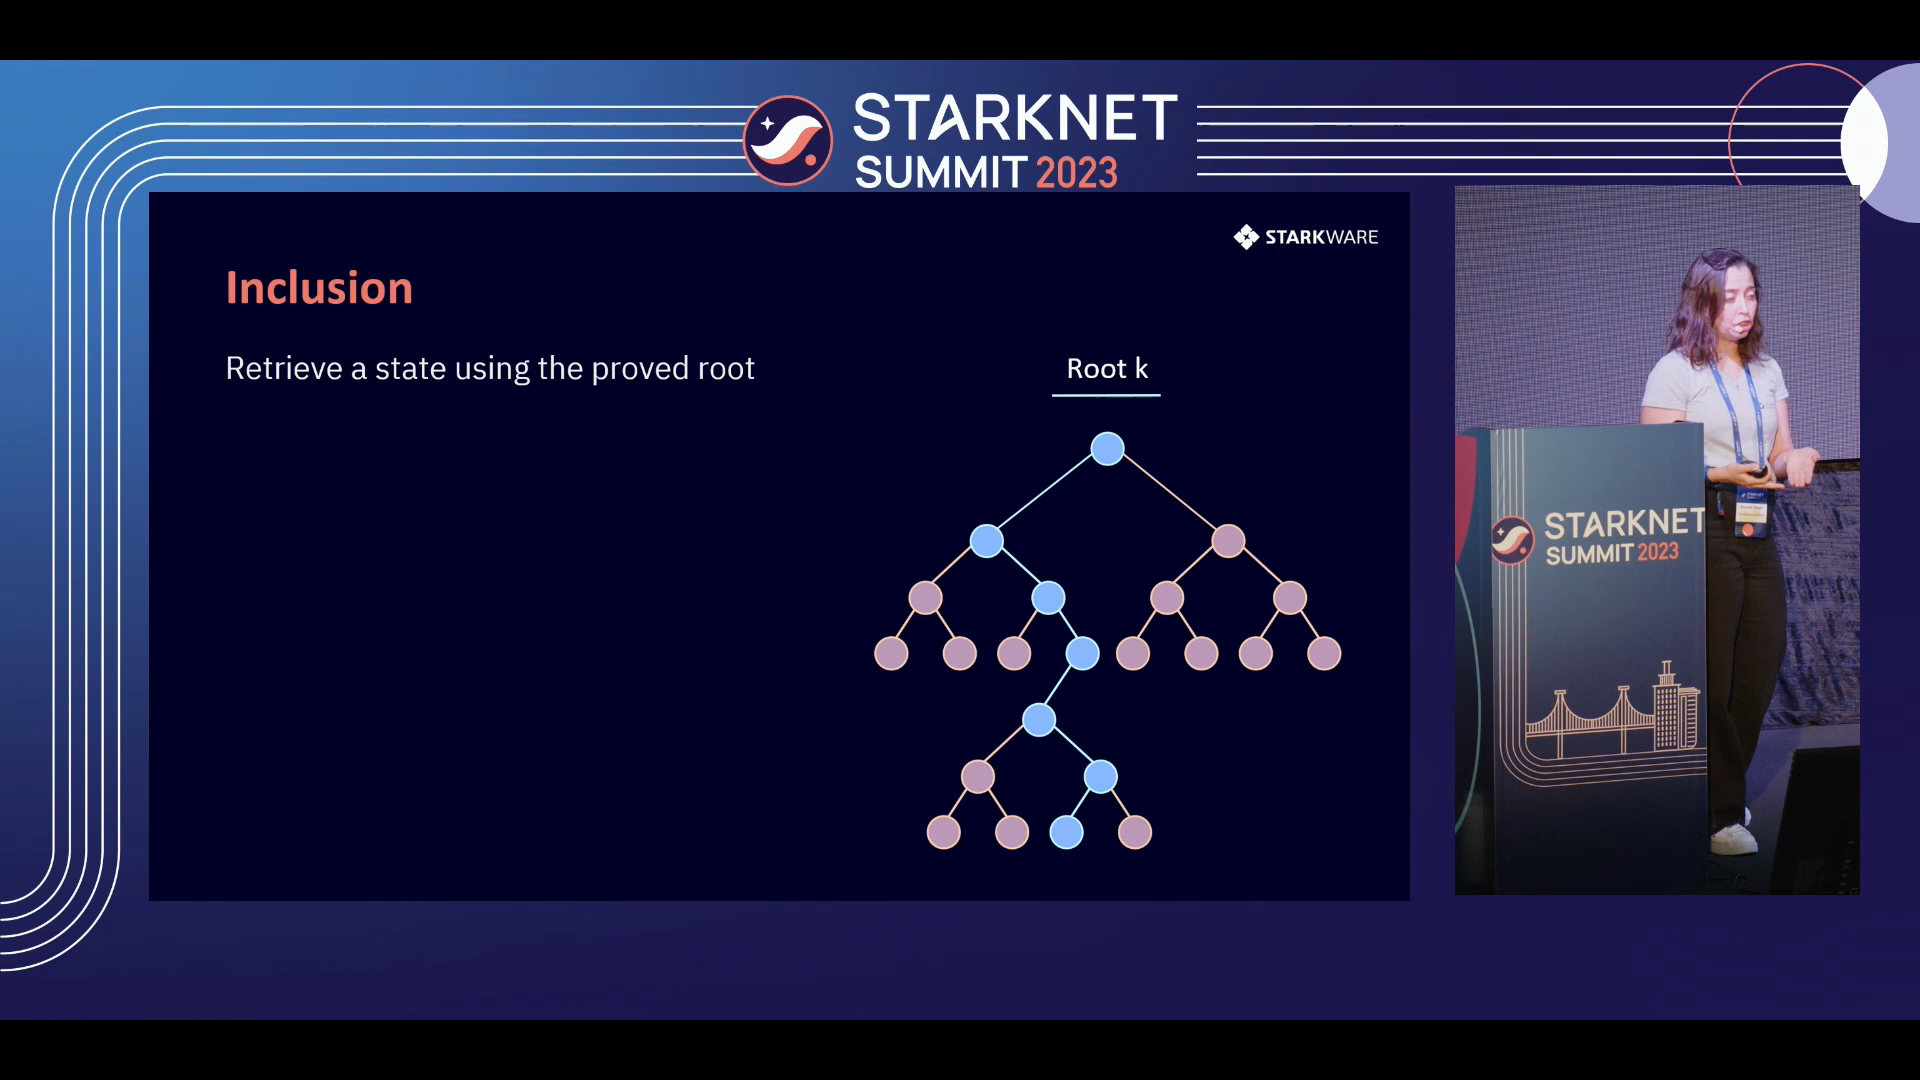 STARKNET
SUMMIT 2023
STARKWARE
Inclusion
Retrieve a state using the proved root
Root k
STARKNET
SUMMIT 2023